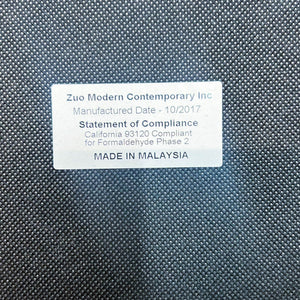 Zuo Modern Contemporary Inc
Manufactured Date - 10/2017
Statement of Compliance
California 93120 Compliant
for Formaldehyde Phase 2
MADE IN MALAYSIA